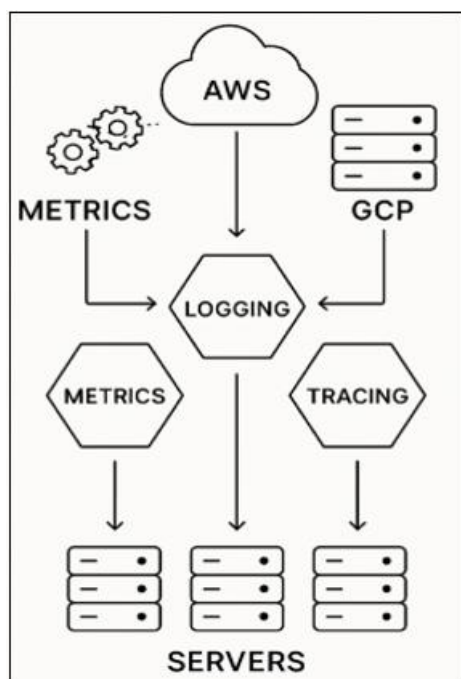 AWS
METRICS
GCP
LOGGING
METRICS
TRACING
SERVERS